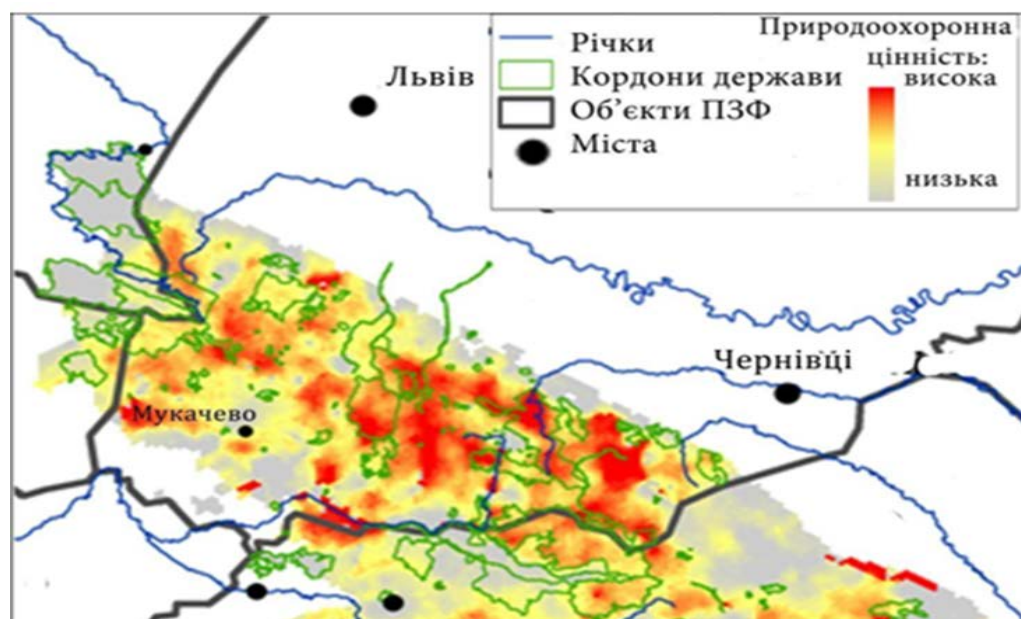 Річки
Кордони держави
Об’єкти ПЗФ
Міста
Природоохоронна
цінність:
висока
низька
Львів
Чернівці
Мукачево